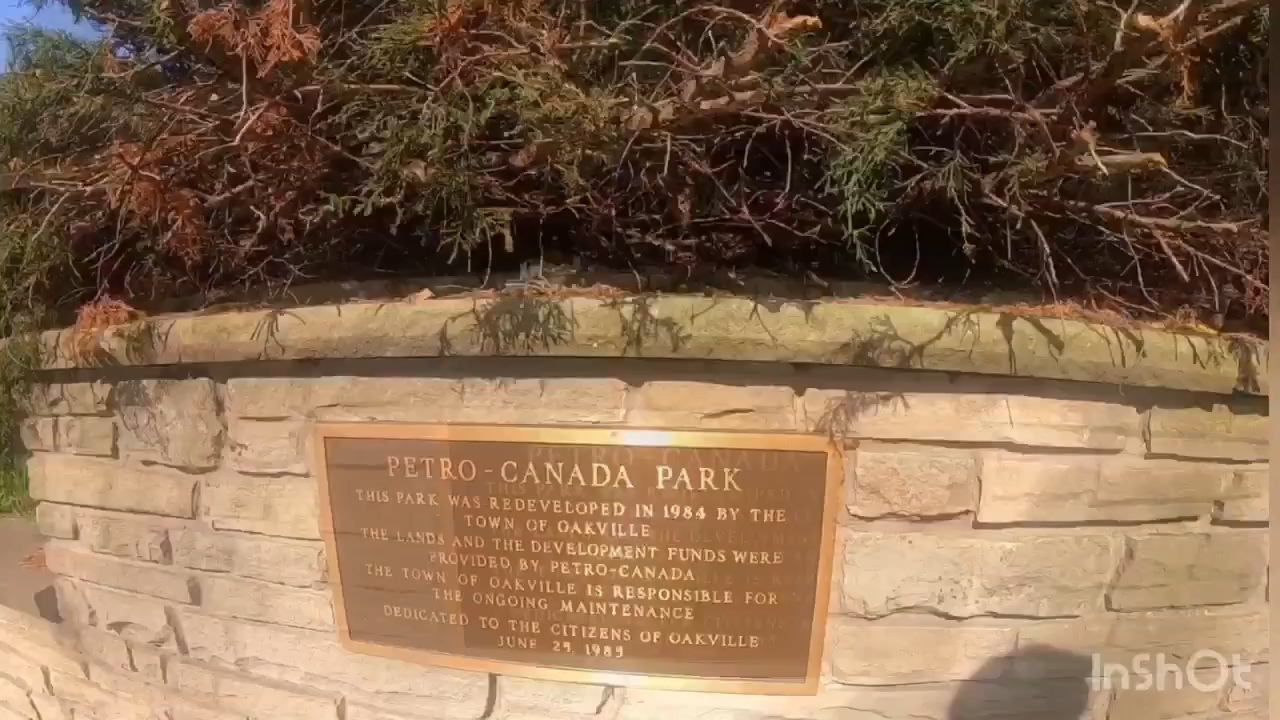 PETRO-CANADA PARK
THIS PARK WAS REDEVELOPED IN 1984 BY THE
TOWN OF OAKVILLE
THE LANDS AND THE DEVELOPMENT FUNDS WERE
PROVIDED BY PETRO-CANADA
THE TOWN OF OAKVILLE IS RESPONSIBLE FOR
THE ONGOING MAINTENANCE
DEDICATED TO THE CITIZENS OF OAKVILLE
JUNE 25, 1985
InShOt